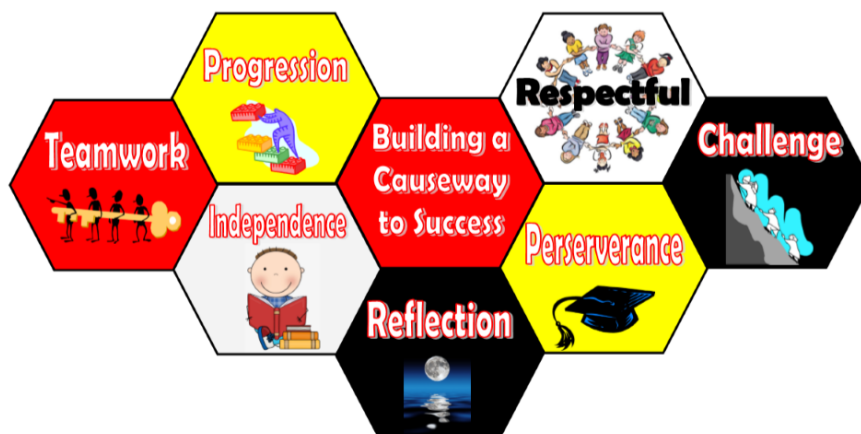 Progression
Respectful
Teamwork
Building a
Causeway
to Success
Challenge
Independence
Perserverance
Reflection